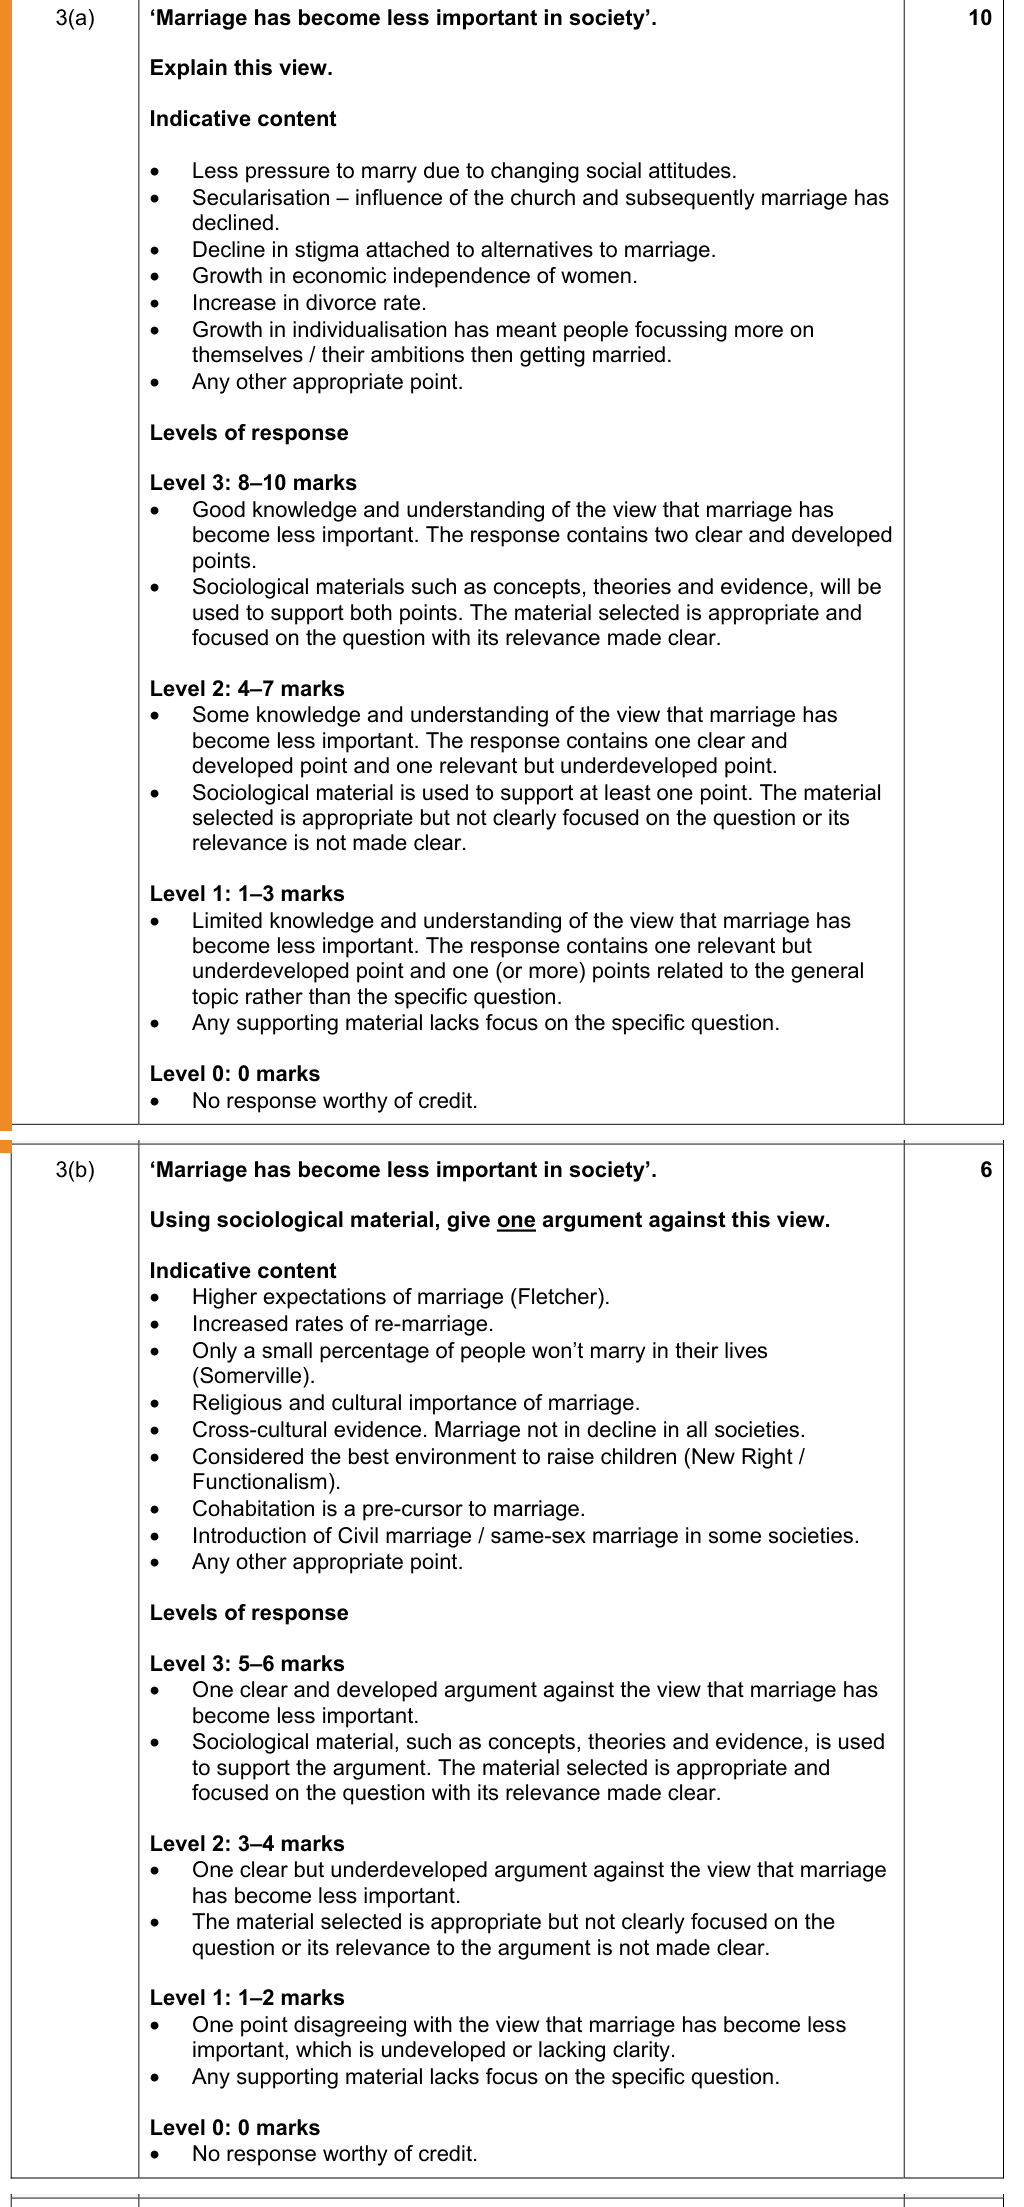 3(a) ‘Marriage has become less important in society’. 10
Explain this view.
Indicative content
• Less pressure to marry due to changing social attitudes.
• Secularisation – influence of the church and subsequently marriage has
declined.
• Decline in stigma attached to alternatives to marriage.
• Growth in economic independence of women.
• Increase in divorce rate.
• Growth in individualisation has meant people focussing more on
themselves / their ambitions then getting married.
• Any other appropriate point.
Levels of response
Level 3: 8–10 marks
• Good knowledge and understanding of the view that marriage has
become less important. The response contains two clear and developed
points.
• Sociological materials such as concepts, theories and evidence, will be
used to support both points. The material selected is appropriate and
focused on the question with its relevance made clear.
Level 2: 4–7 marks
• Some knowledge and understanding of the view that marriage has
become less important. The response contains one clear and
developed point and one relevant but underdeveloped point.
• Sociological material is used to support at least one point. The material
selected is appropriate but not clearly focused on the question or its
relevance is not made clear.
Level 1: 1–3 marks
• Limited knowledge and understanding of the view that marriage has
become less important. The response contains one relevant but
underdeveloped point and one (or more) points related to the general
topic rather than the specific question.
• Any supporting material lacks focus on the specific question.
Level 0: 0 marks
• No response worthy of credit.
3(b) ‘Marriage has become less important in society’. 6
Using sociological material, give one argument against this view.
Indicative content
• Higher expectations of marriage (Fletcher).
• Increased rates of re-marriage.
• Only a small percentage of people won’t marry in their lives
(Somerville).
• Religious and cultural importance of marriage.
• Cross-cultural evidence. Marriage not in decline in all societies.
• Considered the best environment to raise children (New Right /
Functionalism).
• Cohabitation is a pre-cursor to marriage.
• Introduction of Civil marriage / same-sex marriage in some societies.
• Any other appropriate point.
Levels of response
Level 3: 5–6 marks
• One clear and developed argument against the view that marriage has
become less important.
• Sociological material, such as concepts, theories and evidence, is used
to support the argument. The material selected is appropriate and
focused on the question with its relevance made clear.
Level 2: 3–4 marks
• One clear but underdeveloped argument against the view that marriage
has become less important.
• The material selected is appropriate but not clearly focused on the
question or its relevance to the argument is not made clear.
Level 1: 1–2 marks
• One point disagreeing with the view that marriage has become less
important, which is undeveloped or lacking clarity.
• Any supporting material lacks focus on the specific question.
Level 0: 0 marks
• No response worthy of credit.